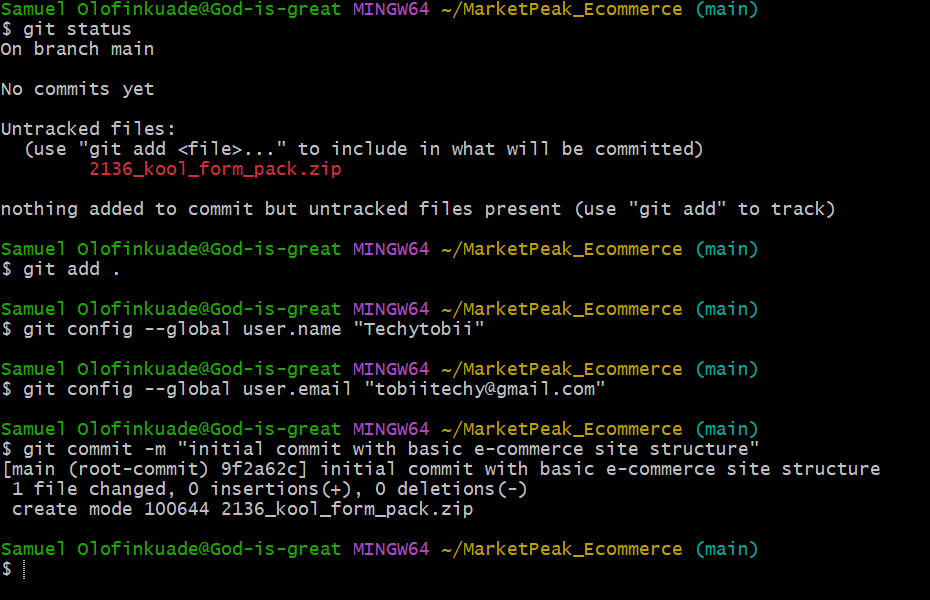 Samuel Olofinkuade@God-is-great MINGW64 ~/MarketPeak_Ecommerce (main)
$ git status
On branch main
No commits yet
Untracked files:
(use "git add <file>..." to include in what will be committed)
2136_kool_form_pack.zip
nothing added to commit but untracked files present (use "git add" to track)
Samuel Olofinkuade@God-is-great MINGW64 ~/MarketPeak_Ecommerce (main)
$ git add .
Samuel Olofinkuade@God-is-great MINGW64 ~/MarketPeak_Ecommerce (main)
$ git config --global user.name "Techytobii"
Samuel Olofinkuade@God-is-great MINGW64 ~/MarketPeak_Ecommerce (main)
$ git config --global user.email "tobiitechy@gmail.com"
Samuel Olofinkuade@God-is-great MINGW64 ~/MarketPeak_Ecommerce (main)
$ git commit -m "initial commit with basic e-commerce site structure"
[main (root-commit) 9f2a62c] initial commit with basic e-commerce site structure
1 file changed, 0 insertions(+), 0 deletions(-)
create mode 100644 2136_kool_form_pack.zip
Samuel Olofinkuade@God-is-great MINGW64 ~/MarketPeak_Ecommerce (main)
$